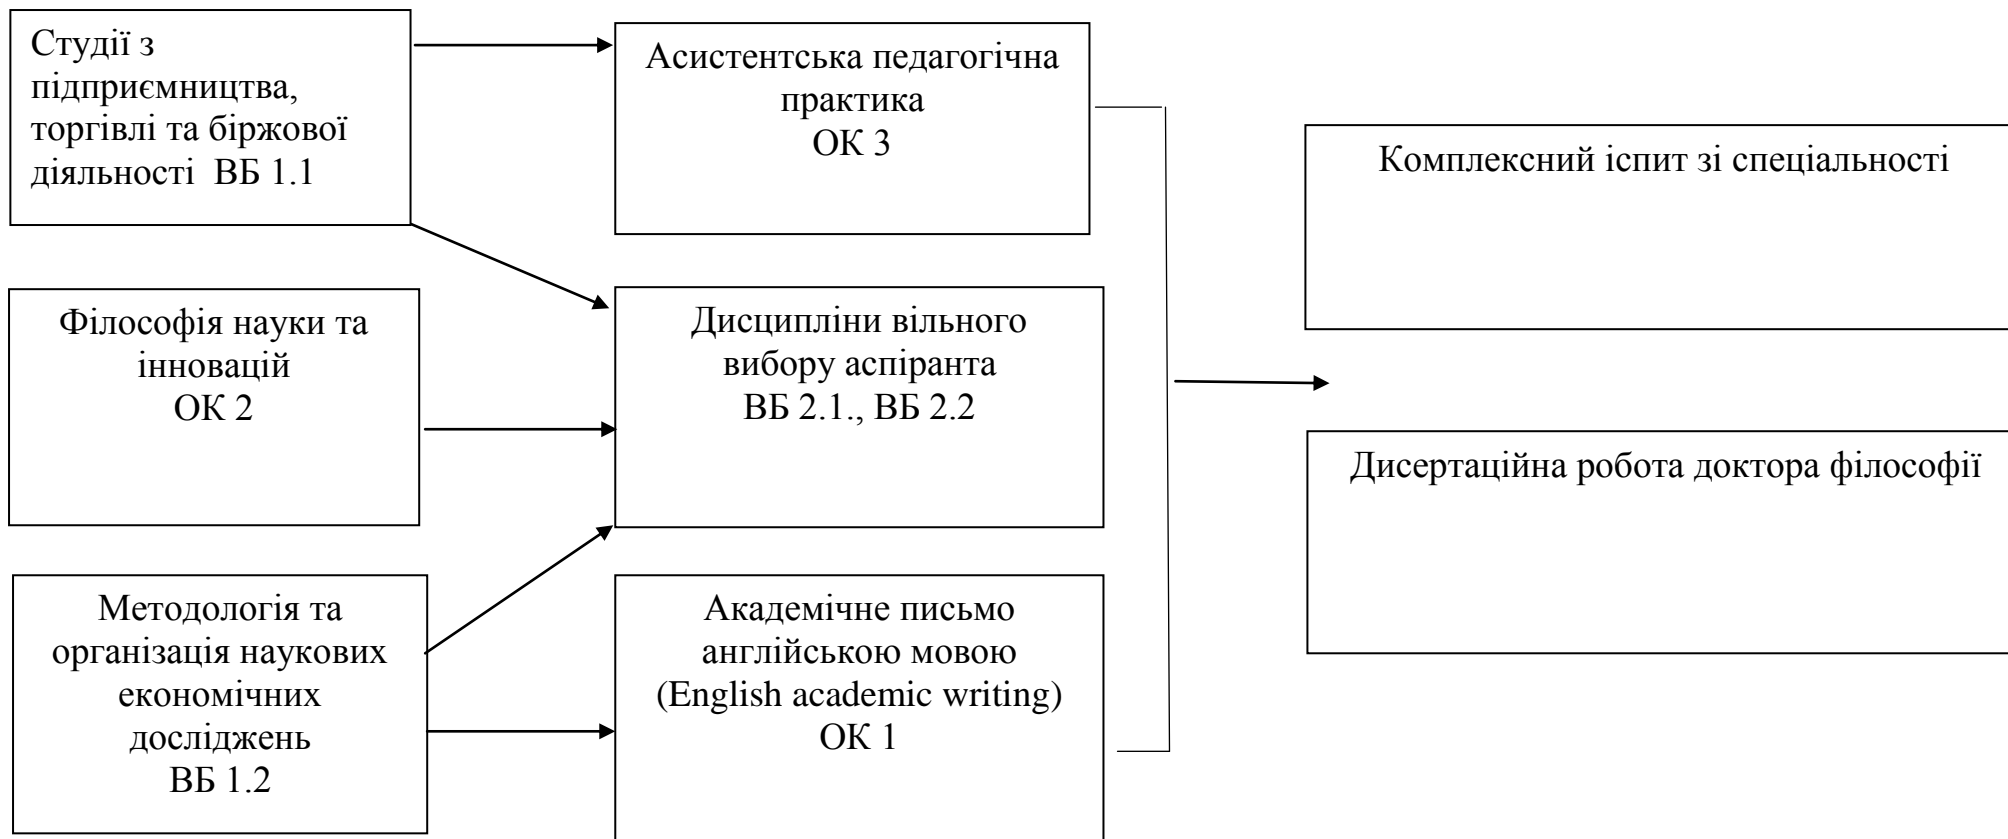 Студії з
підприємництва,
торгівлі та біржової
діяльності ВБ 1.1
Асистентська педагогічна
практика
ОК 3
Комплексний іспит зі спеціальності
Філософія науки та
інновацій
ОК 2
Дисципліни вільного
вибору аспіранта
ВБ 2.1., ВБ 2.2
Дисертаційна робота доктора філософії
Методологія та
організація наукових
економічних
досліджень
ВБ 1.2
Академічне письмо
англійською мовою
(English academic writing)
ОК 1